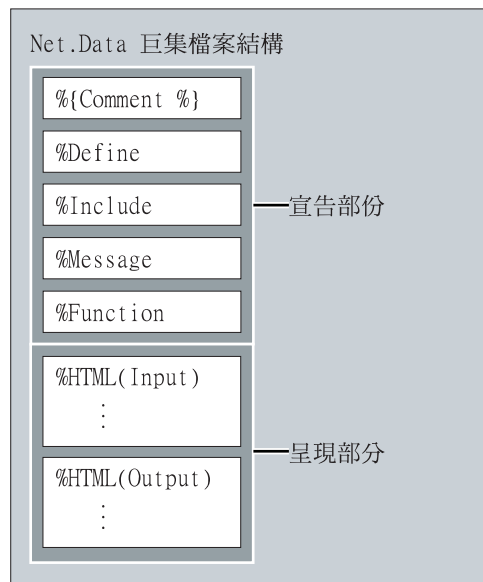 Net.Data 巨集檔案結構
%{Comment %}
%Define
%Include
宣告部份
%Message
%Function
%HTML(Input)
⋮
呈現部分
%HTML(Output)
⋮